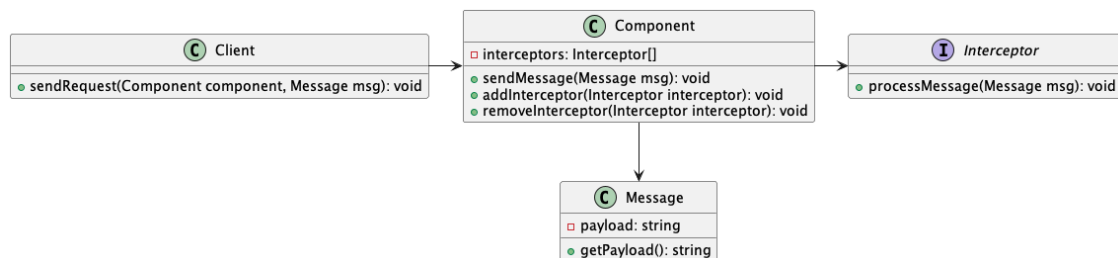 C Client
+ sendRequest(Component component, Message msg): void
C Component
interceptors: Interceptor[]
sendMessage(Message msg): void
addInterceptor(Interceptor interceptor): void
removeInterceptor(Interceptor interceptor): void
I Interceptor
processMessage(Message msg): void
C Message
payload: string
getPayload(): string